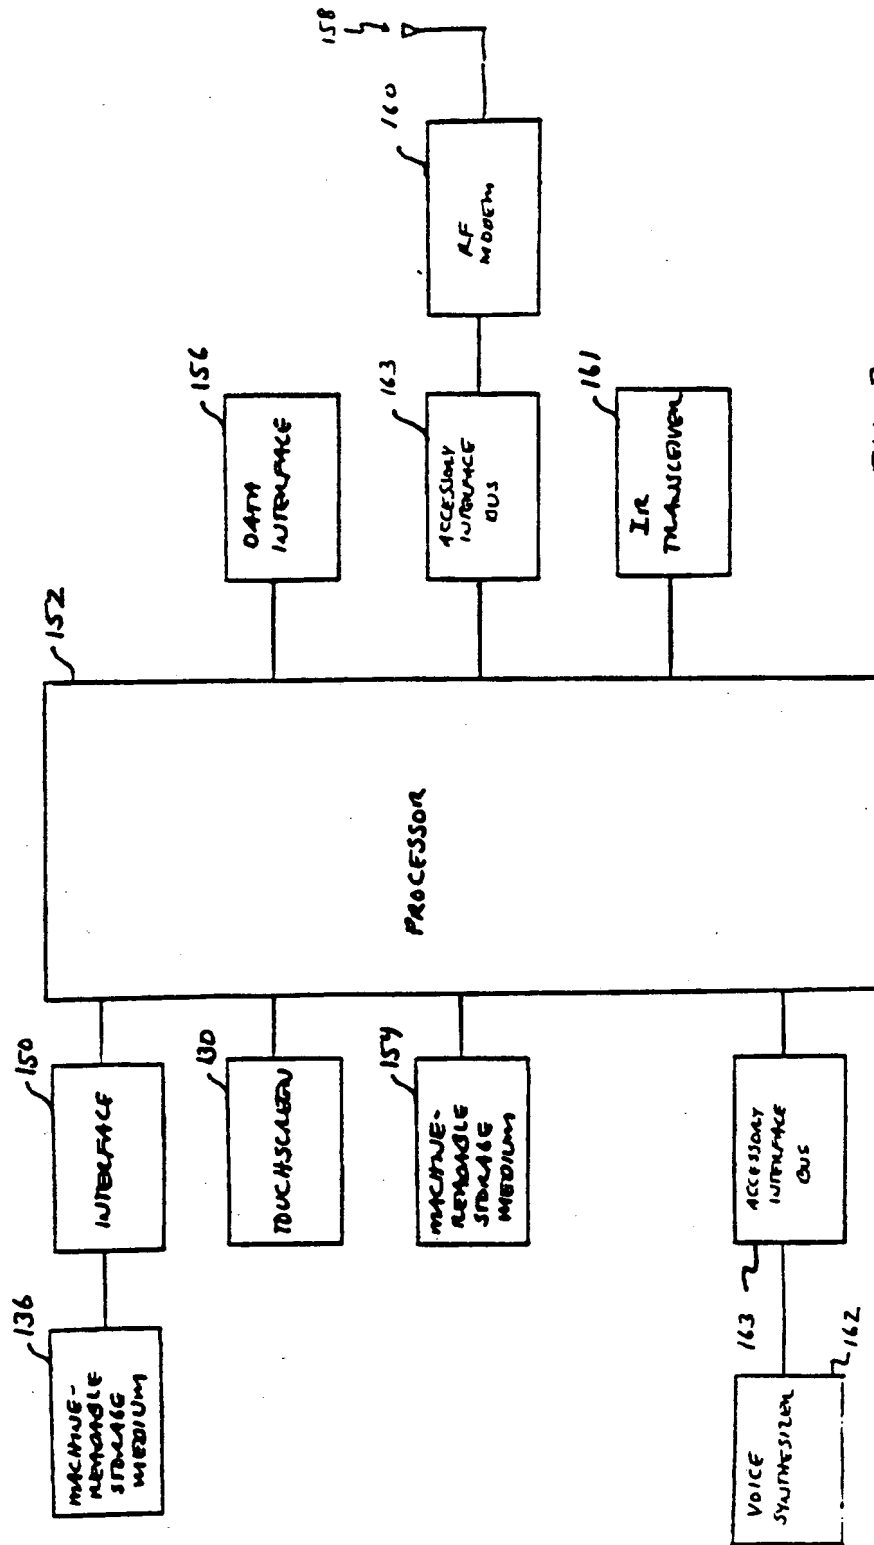 136
MACHINE-
READABLE
STORAGE
MEDIUM
150
INTERFACE
130
TOUCHSCREEN
154
MACHINE-
READABLE
STORAGE
MEDIUM
163
ACCESSORY
INTERFACE
BUS
162
VOICE
SYNTHESIZER
152
PROCESSOR
156
DATA
INTERFACE
163
ACCESSORY
INTERFACE
BUS
160
RF
MODEM
158
161
IR
TRANSCEIVER